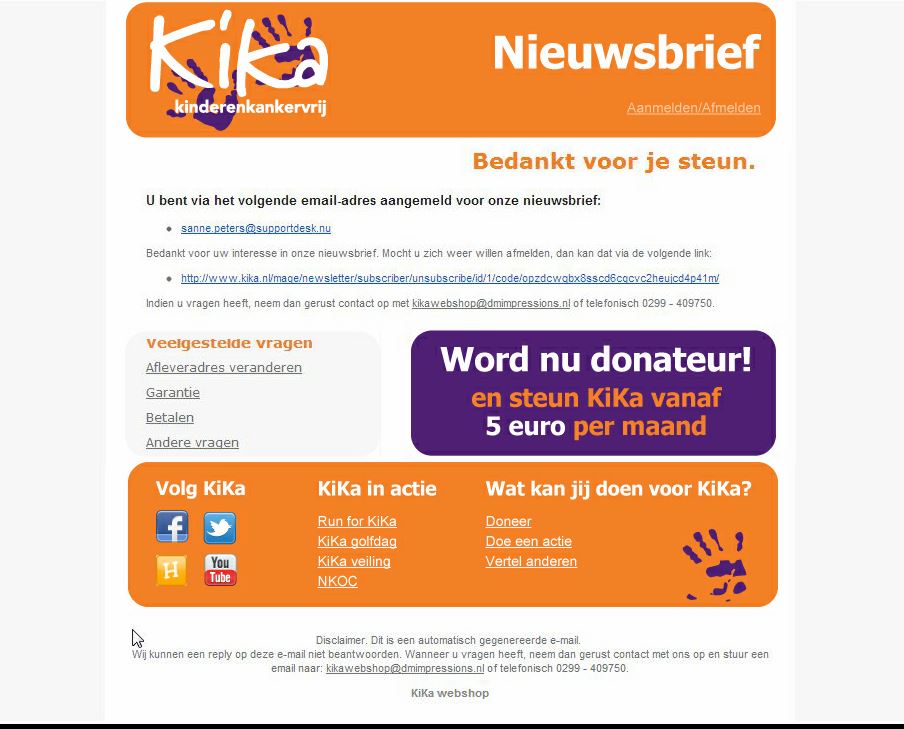 KiKa
kinderenkankervrij
Nieuwsbrief
Aanmelden/Afmelden
Bedankt voor je steun.
U bent via het volgende email-adres aangemeld voor onze nieuwsbrief:
sanne.peters@supportdesk.nu
Bedankt voor uw interesse in onze nieuwsbrief. Mocht u zich weer willen afmelden, dan kan dat via de volgende link:
http://www.kika.nl/mage/newsletter/subscriber/unsubscribe/id/1/code/opzdcwqbx8sscd6cqcvc2heujcd4p41m/
Indien u vragen heeft, neem dan gerust contact op met kikawebshop@dmimpressions.nl of telefonisch 0299 - 409750.
Veelgestelde vragen
Afleveradres veranderen
Garantie
Betalen
Andere vragen
Word nu donateur!
en steun KiKa vanaf
5 euro per maand
Volg KiKa
You
Tube
KiKa in actie
Run for KiKa
KiKa golfdag
KiKa veiling
NKOC
Wat kan jij doen voor KiKa?
Doneer
Doe een actie
Vertel anderen
Disclaimer. Dit is een automatisch gegenereerde e-mail.
Wij kunnen een reply op deze e-mail niet beantwoorden. Wanneer u vragen heeft, neem dan gerust contact met ons op en stuur een
email naar: kikawebshop@dmimpressions.nl of telefonisch 0299 - 409750.
KiKa webshop